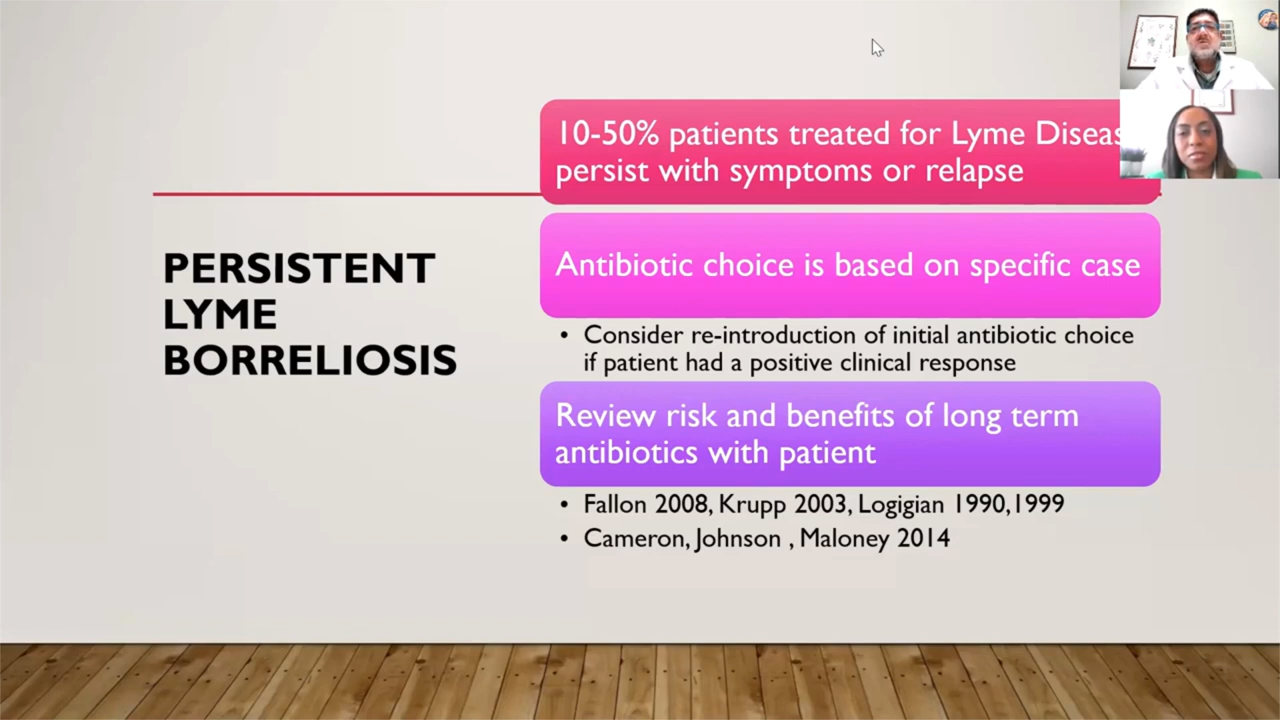 PERSISTENT
LYME
BORRELIOSIS
10-50% patients treated for Lyme Diseas
persist with symptoms or relapse
Antibiotic choice is based on specific case
• Consider re-introduction of initial antibiotic choice
if patient had a positive clinical response
Review risk and benefits of long term
antibiotics with patient
• Fallon 2008, Krupp 2003, Logigian 1990,1999
• Cameron, Johnson , Maloney 2014